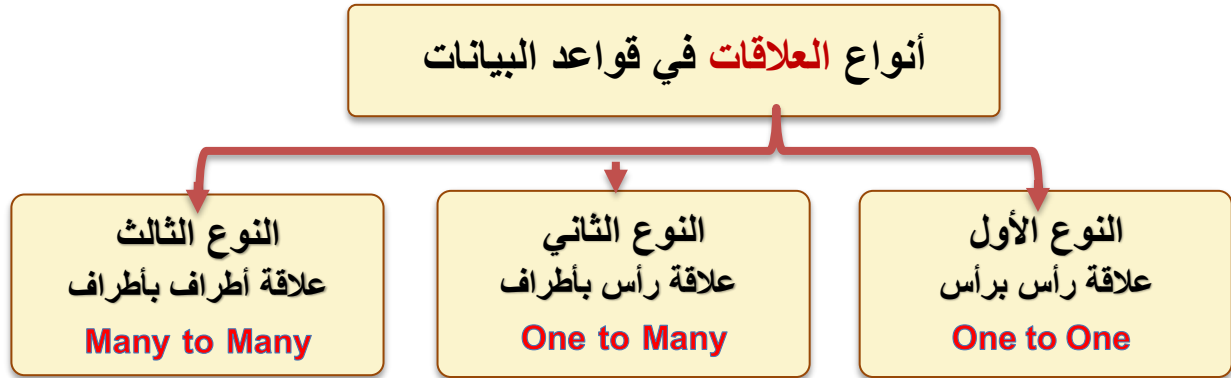 أنواع العلاقات في قواعد البيانات
النوع الأول
علاقة رأس برأس
One to One
النوع الثاني
علاقة رأس بأطراف
One to Many
النوع الثالث
علاقة أطراف بأطراف
Many to Many